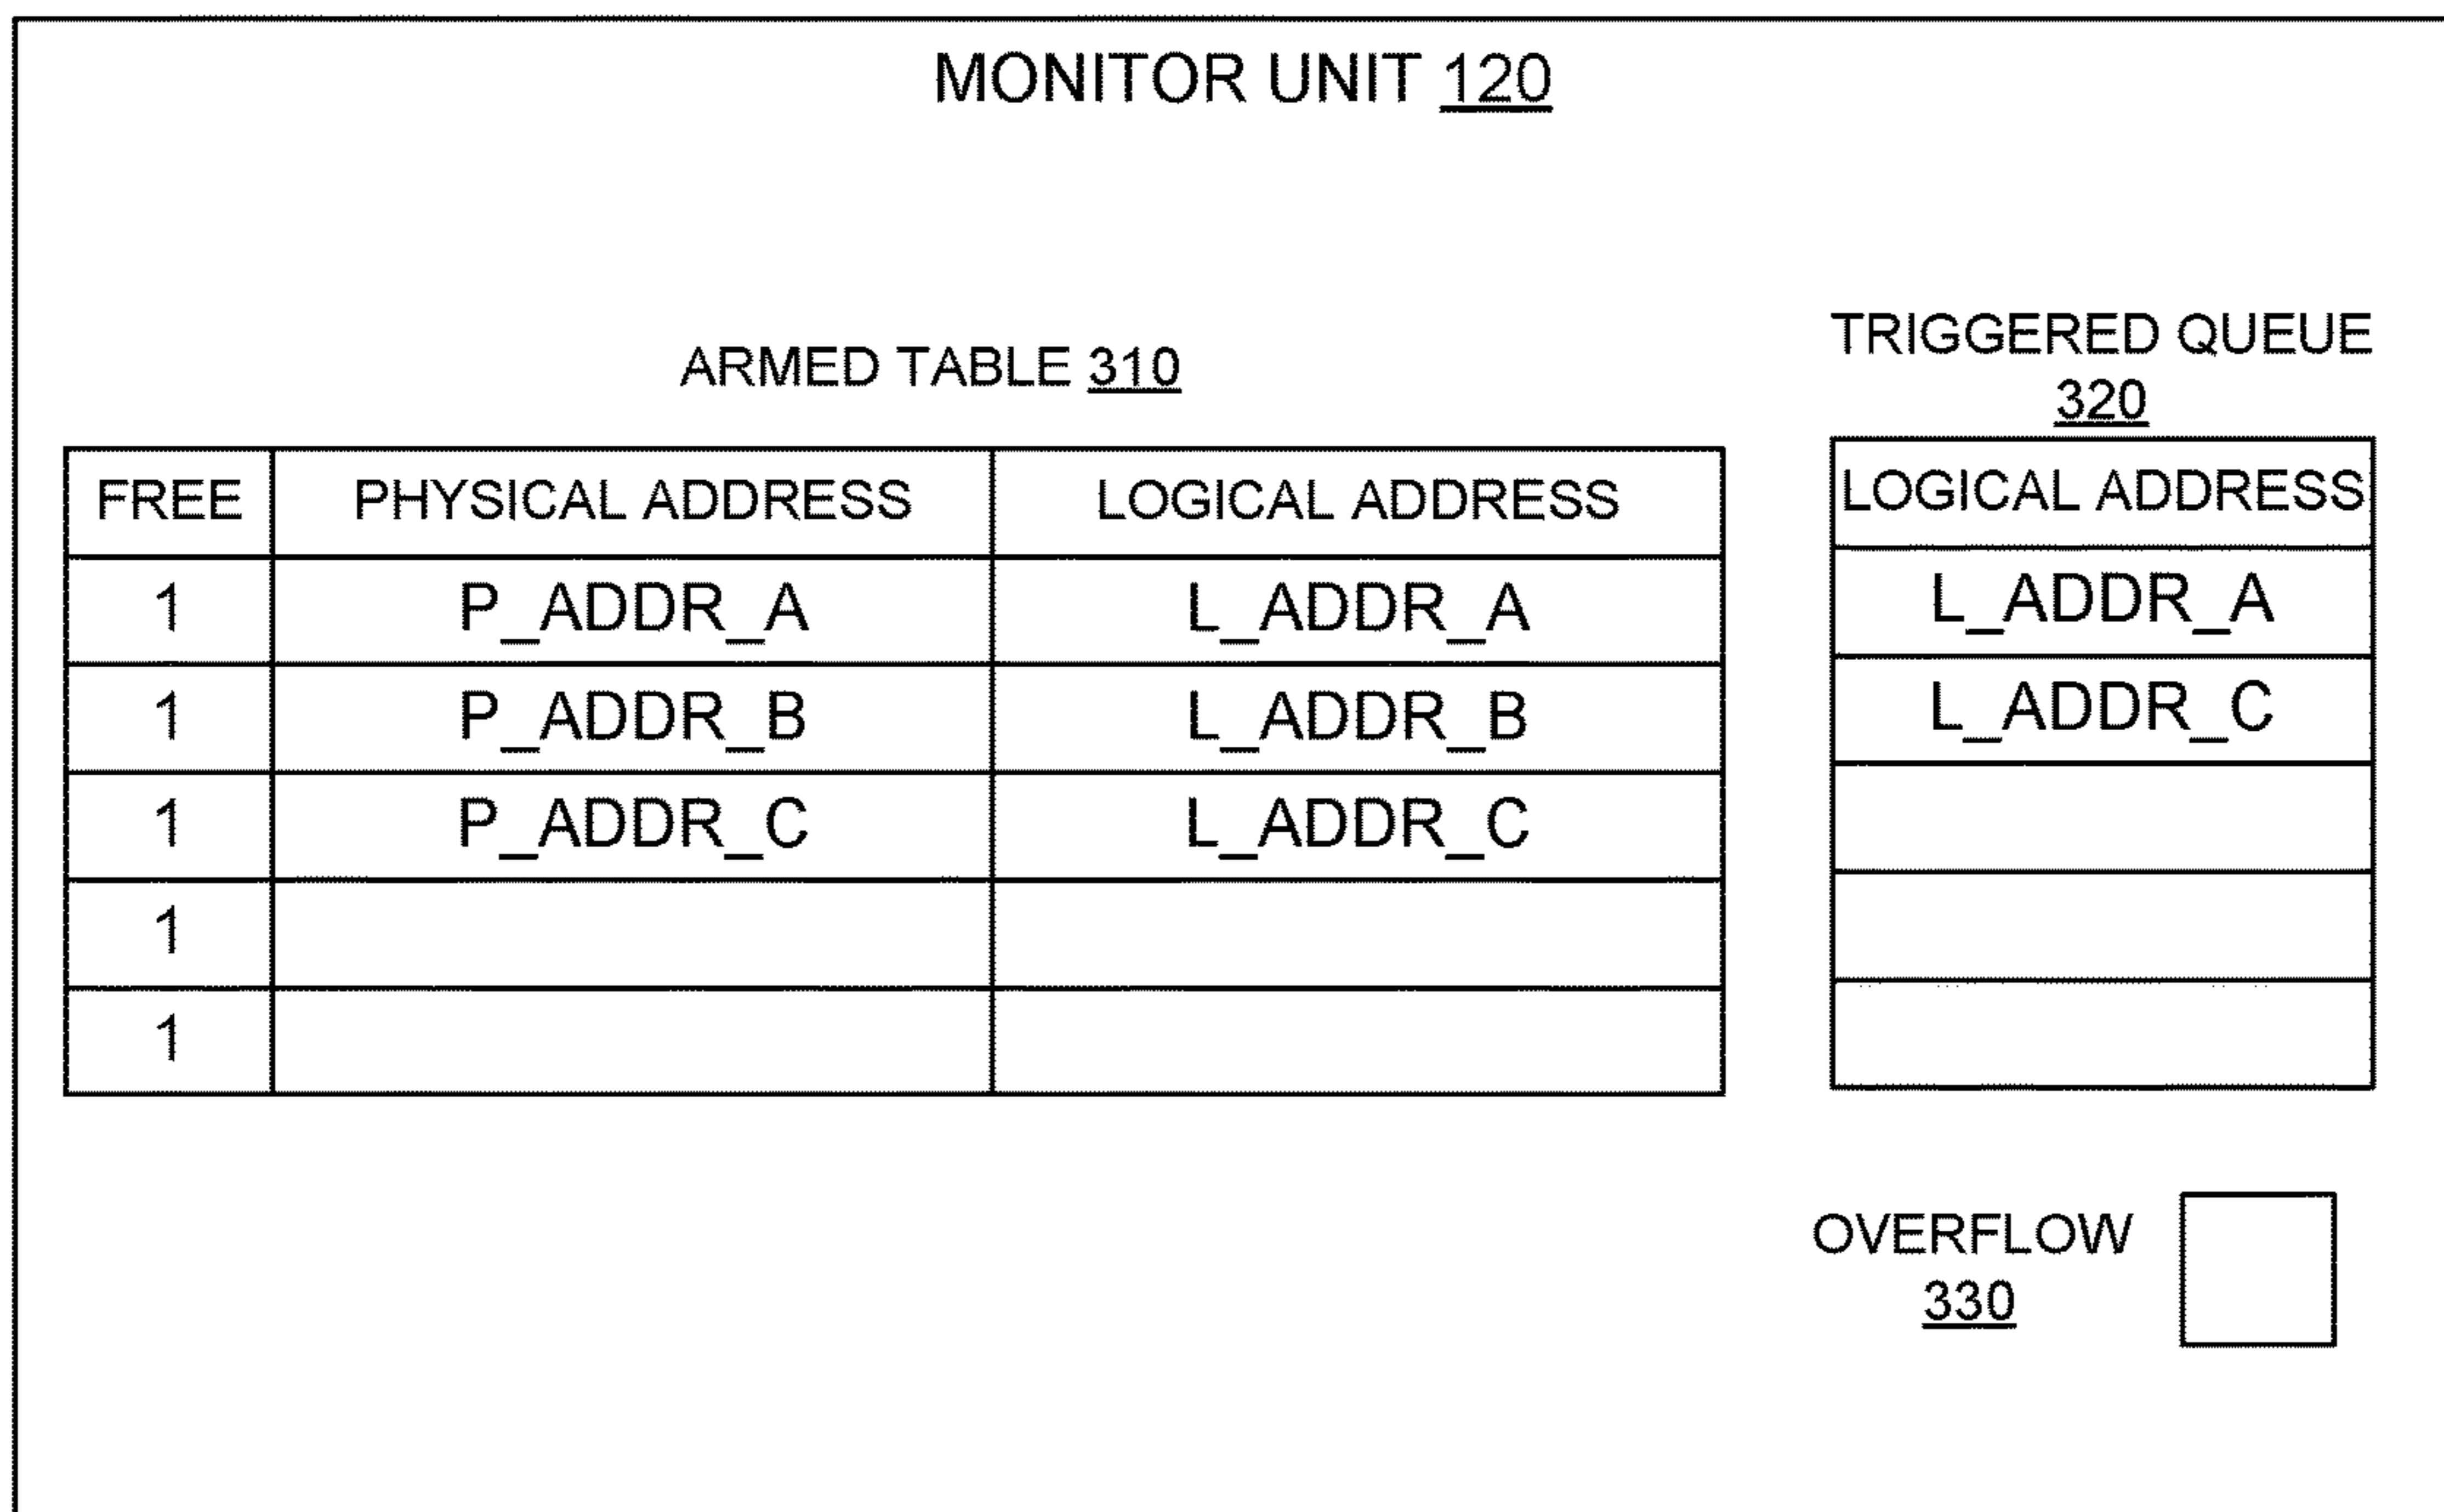 MONITOR UNIT 120
ARMED TABLE 310
FREE PHYSICAL ADDRESS LOGICAL ADDRESS
1 P_ADDR_A L_ADDR_A
1 P_ADDR_B L_ADDR_B
1 P_ADDR_C L_ADDR_C
1
1
TRIGGERED QUEUE
320
LOGICAL ADDRESS
L_ADDR_A
L_ADDR_C
OVERFLOW
330